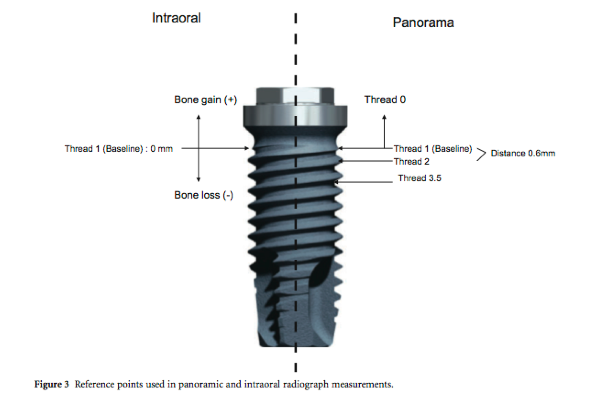 Intraoral
Panorama
Bone gain (+)
Thread 0
Thread 1 (Baseline) : 0 mm
Thread 1 (Baseline)
Distance 0.6mm
Thread 2
Thread 3.5
Bone loss (-)
Figure 3 Reference points used in panoramic and intraoral radiograph measurements.